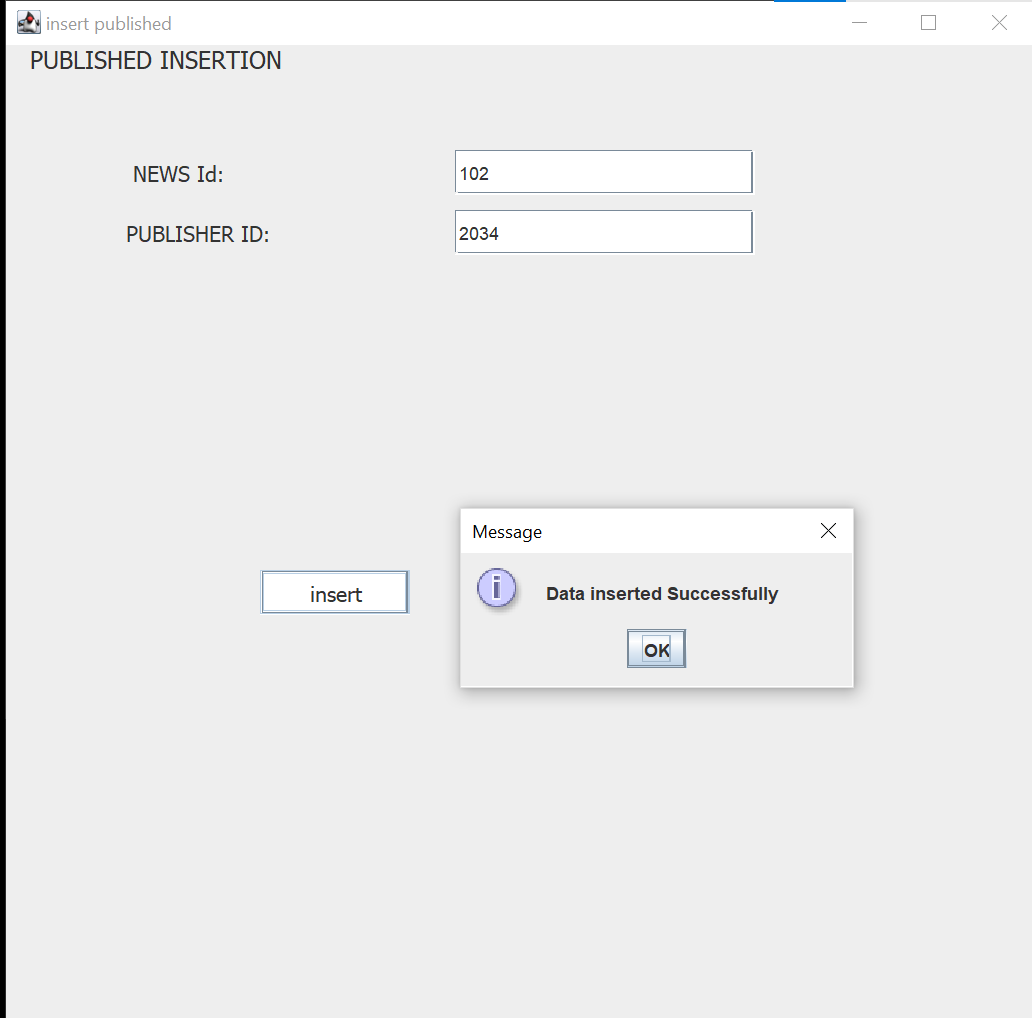 insert published
PUBLISHED INSERTION
NEWS Id:
102
PUBLISHER ID:
2034
Message
Data inserted Successfully
insert
OK